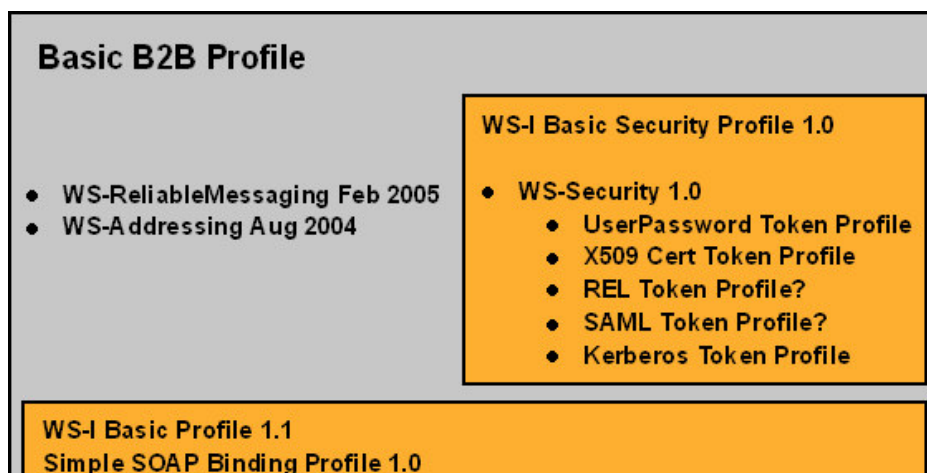 Basic B2B Profile
WS-ReliableMessaging Feb 2005
WS-Addressing Aug 2004
WS-I Basic Security Profile 1.0
WS-Security 1.0
UserPassword Token Profile
X509 Cert Token Profile
REL Token Profile?
SAML Token Profile?
Kerberos Token Profile
WS-I Basic Profile 1.1
Simple SOAP Binding Profile 1.0